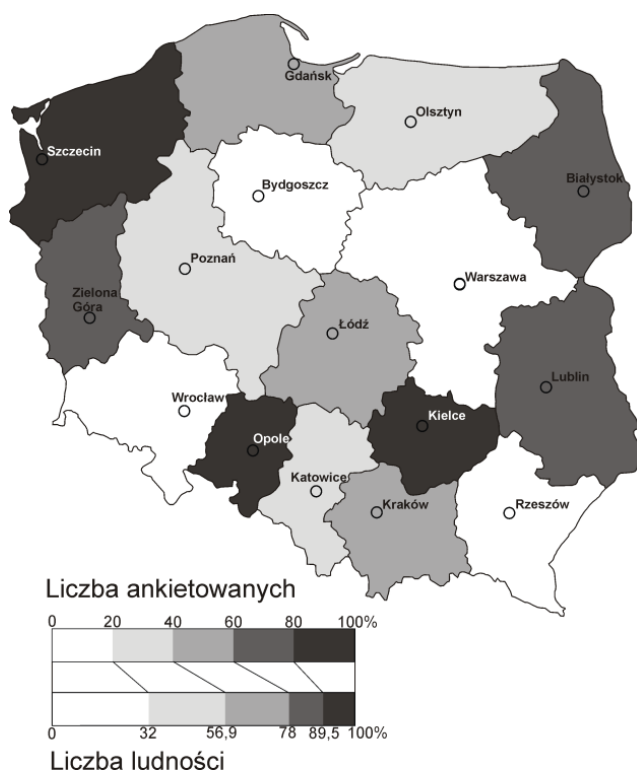 Gdańsk
Olsztyn
Szczecin
Białystok
Bydgoszcz
Poznań
Warszawa
Zielona
Góra
Łódź
Lublin
Wrocław
Kielce
Opole
Katowice
Kraków
Rzeszów
Liczba ankietowanych
0 20 40 60 80 100%
0 32 56,9 78 89,5 100%
Liczba ludności